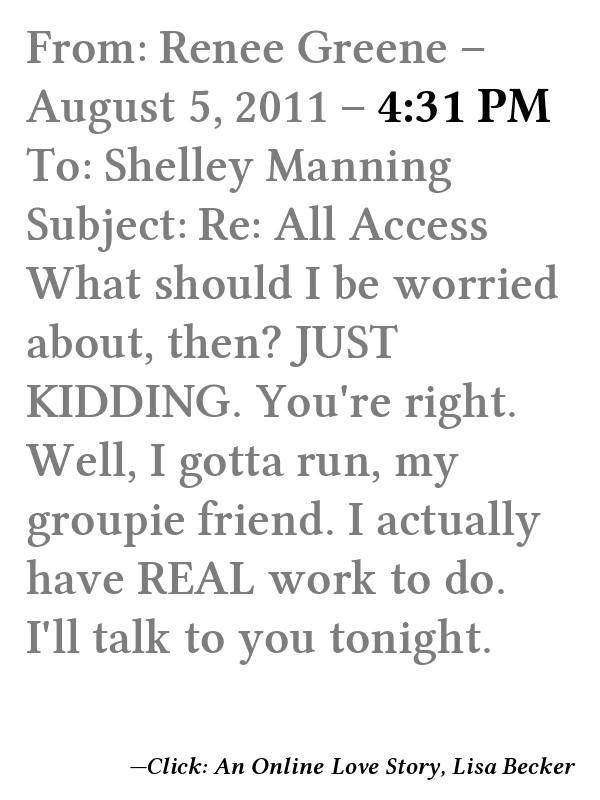 From: Renee Greene –
August 5, 2011 – 4:31 PM
To: Shelley Manning
Subject: Re: All Access
What should I be worried
about, then? JUST
KIDDING. You're right.
Well, I gotta run, my
groupie friend. I actually
have REAL work to do.
I'll talk to you tonight.
—Click: An Online Love Story, Lisa Becker